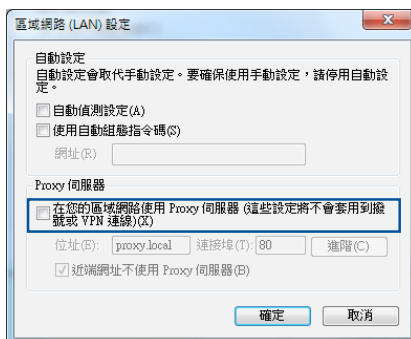 區域網路 (LAN) 設定
自動設定
自動設定會取代手動設定。要確保使用手動設定，請停用自動設
定。
自動偵測設定(A)
使用自動組態指令碼(S)
網址(R)
Proxy 伺服器
在您的區域網路使用 Proxy 伺服器 (這些設定將不會套用到撥
號或 VPN 連線)(X)
位址(E): proxy.local 連接埠(T): 80 進階(C)
近端網址不使用 Proxy 伺服器(B)
確定 取消